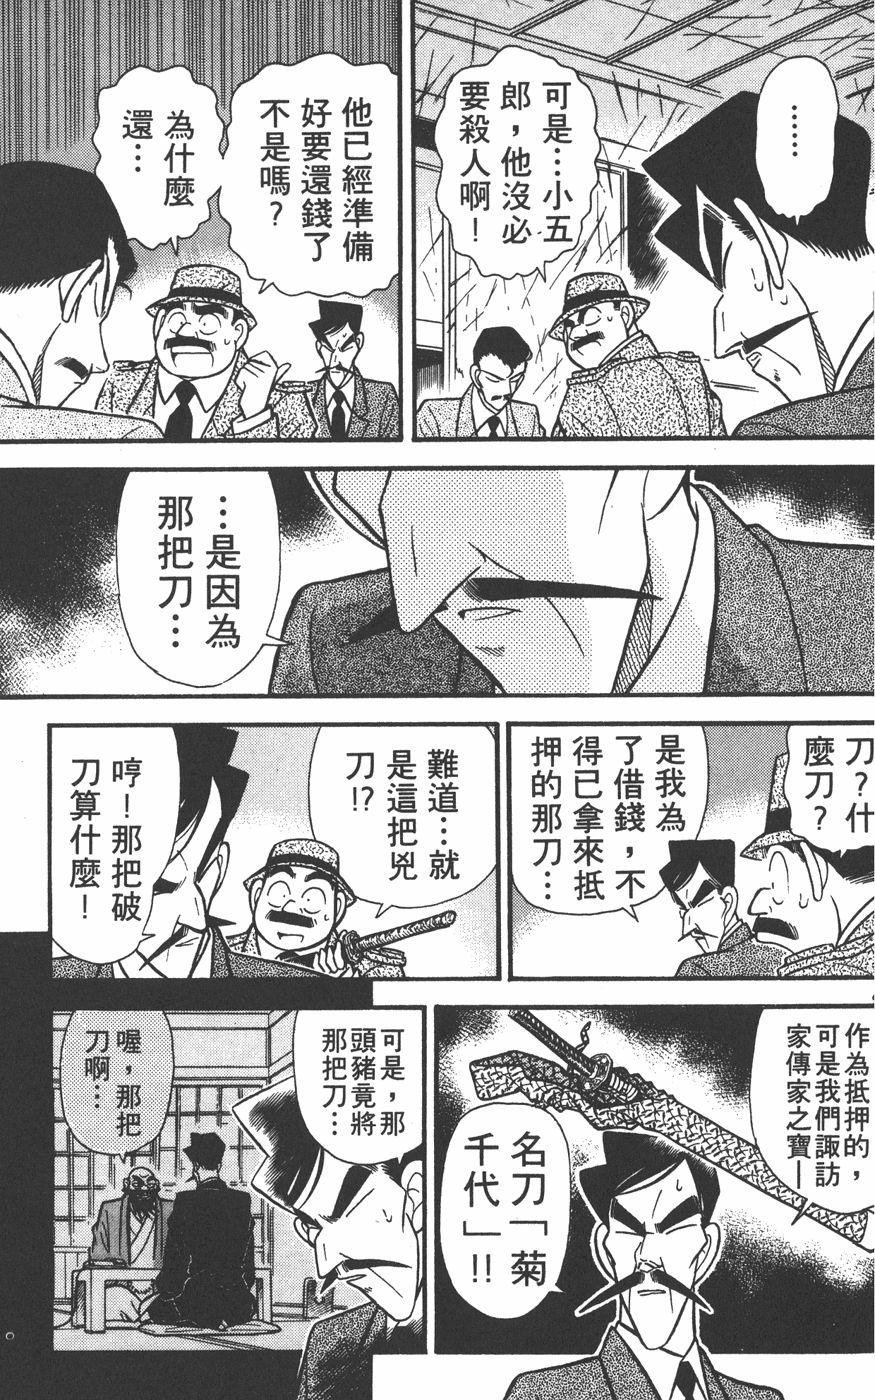 ……
可是…小五
郎，他沒必
要殺人啊！
他已經準備
好要還錢了
不是嗎？
為什麼
還…
…是因為
那把刀…
刀？什
麼刀？
是我為
了借錢，不
得已拿來抵
押的那刀…
難道…就
是這把兇
刀!?
哼！那把破
刀算什麼！
作為抵押的，
可是我們諏訪
家傳家之寶—
名刀「菊
千代」!!
可是，那
頭豬竟將
那把刀…
喔，那把
刀啊…